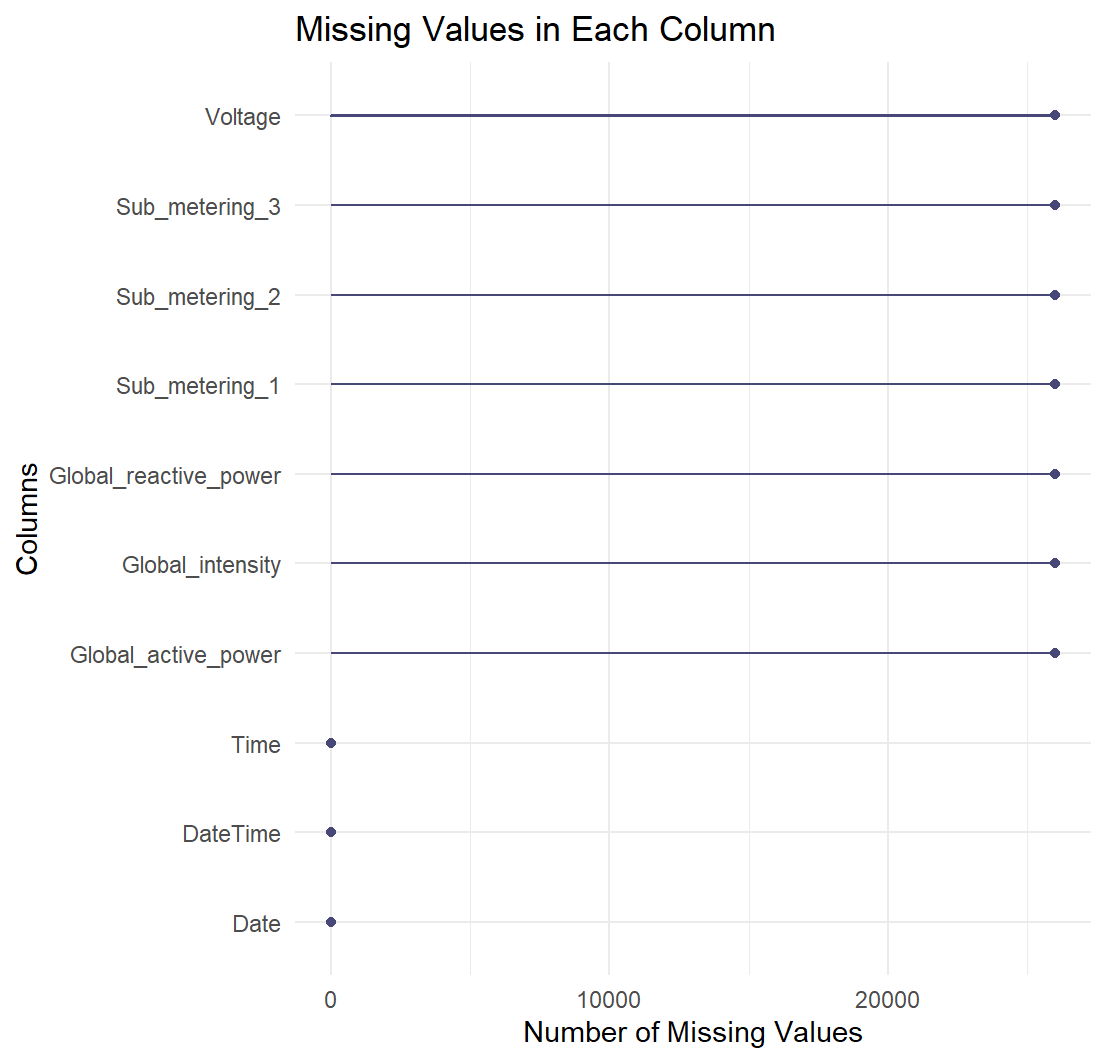 Missing Values in Each Column
Voltage
Sub_metering_3
Sub_metering_2
Sub_metering_1
Global_reactive_power
Global_intensity
Global_active_power
Time
DateTime
Date
Columns
0 10000 20000
Number of Missing Values